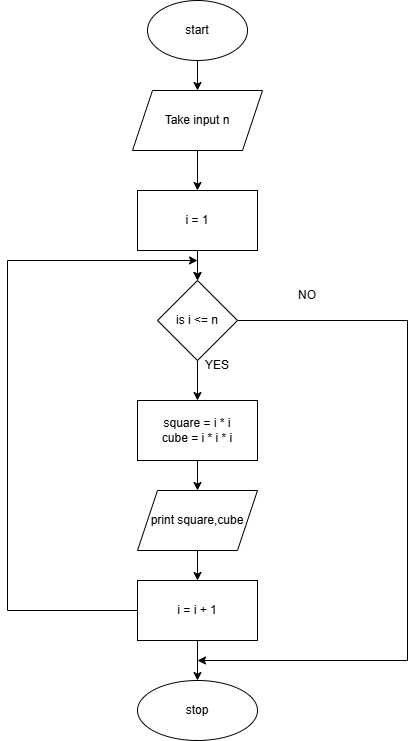 start
Take input n
i = 1
is i <= n
NO
YES
square = i * i
cube = i * i * i
print square,cube
i = i + 1
stop